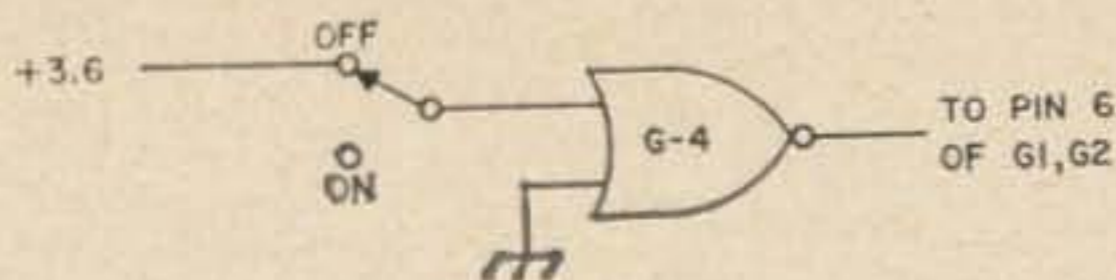 OFF
+3.6
ON
G-4
TO PIN 6
OF G1,G2